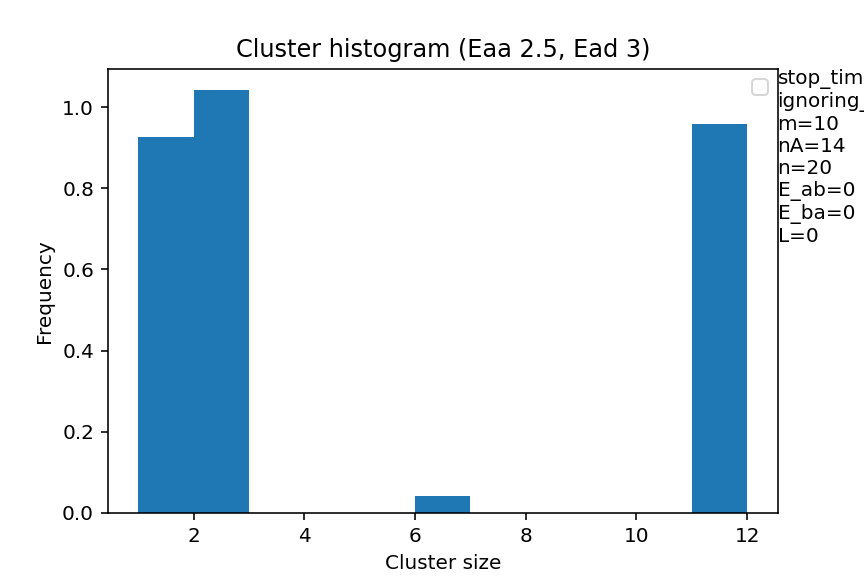 Cluster histogram (Eaa 2.5, Ead 3)
1.0
0.8
0.6
0.4
0.2
0.0
Frequency
2
4
6
8
10
12
Cluster size
stop_tim
ignoring_
m=10
nA=14
n=20
E_ab=0
E_ba=0
L=0